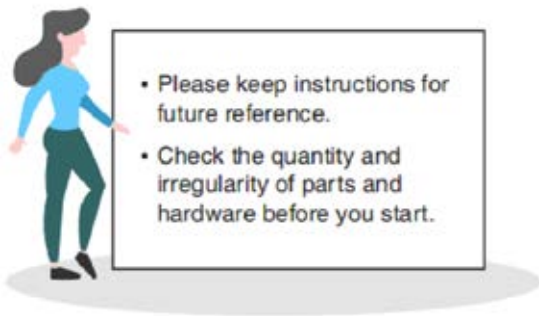 • Please keep instructions for
future reference.
• Check the quantity and
irregularity of parts and
hardware before you start.